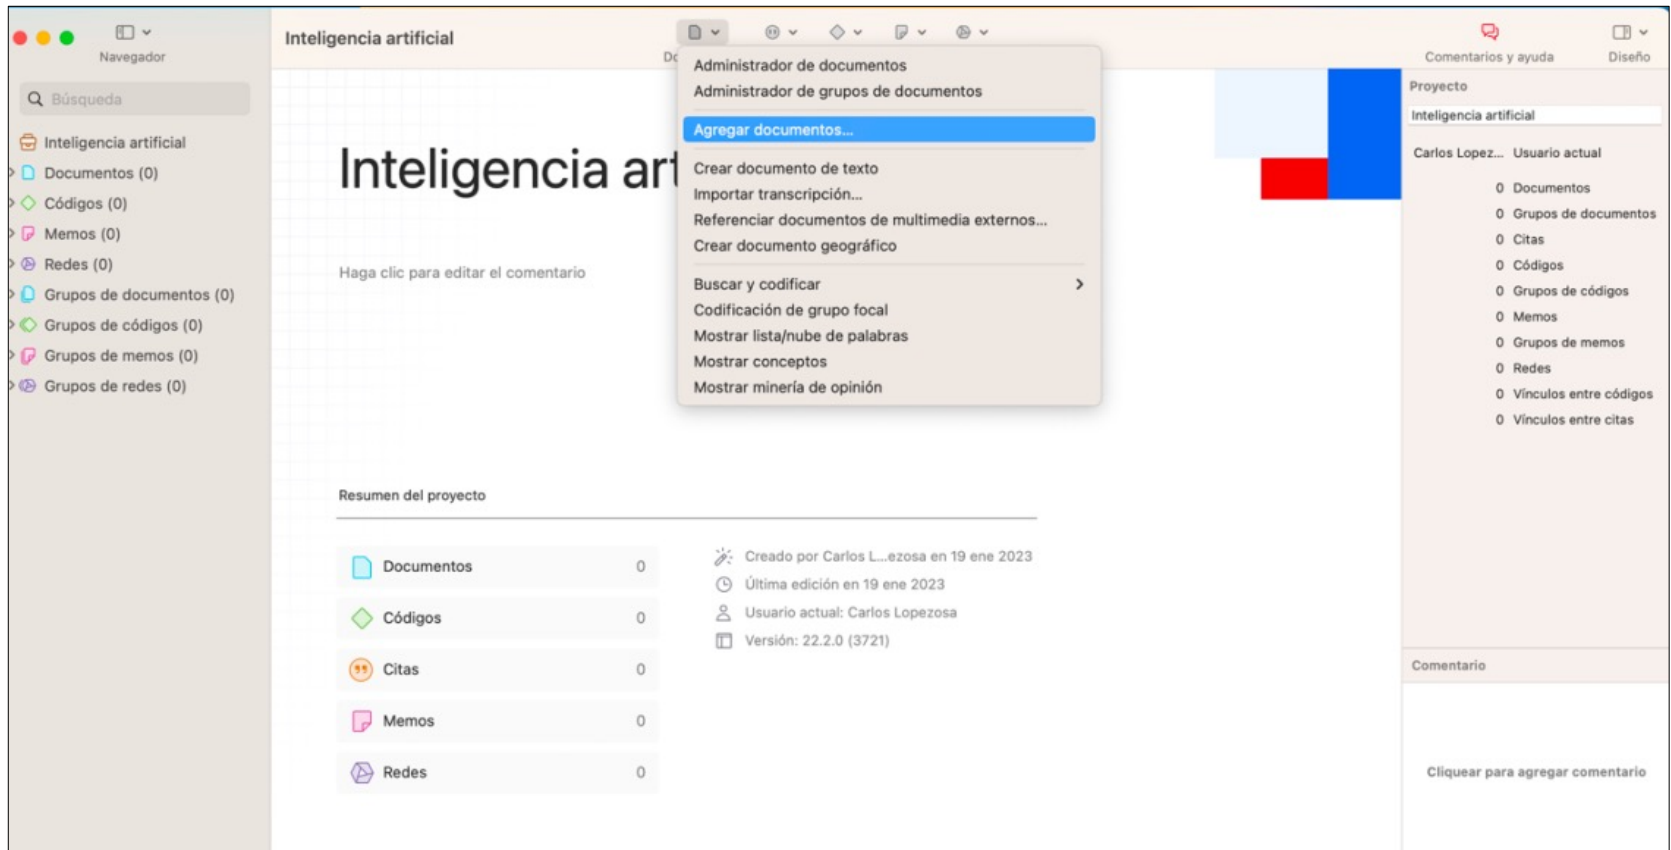 Navegador
Inteligencia artificial
Comentarios y ayuda
Diseño
Búsqueda
Inteligencia artificial
Documentos (0)
Códigos (0)
Memos (0)
Redes (0)
Grupos de documentos (0)
Grupos de códigos (0)
Grupos de memos (0)
Grupos de redes (0)
Administrador de documentos
Administrador de grupos de documentos
Agregar documentos...
Crear documento de texto
Importar transcripción...
Referenciar documentos de multimedia externos...
Crear documento geográfico
Buscar y codificar
Codificación de grupo focal
Mostrar lista/nube de palabras
Mostrar conceptos
Mostrar minería de opinión
Inteligencia art
Haga clic para editar el comentario
Resumen del proyecto
Documentos 0
Códigos 0
Citas 0
Memos 0
Redes 0
Creado por Carlos L...ezosa en 19 ene 2023
Última edición en 19 ene 2023
Usuario actual: Carlos Lopezosa
Versión: 22.2.0 (3721)
Proyecto
Inteligencia artificial
Carlos Lopez... Usuario actual
0 Documentos
0 Grupos de documentos
0 Citas
0 Códigos
0 Grupos de códigos
0 Memos
0 Grupos de memos
0 Redes
0 Vínculos entre códigos
0 Vínculos entre citas
Comentario
Cliquear para agregar comentario